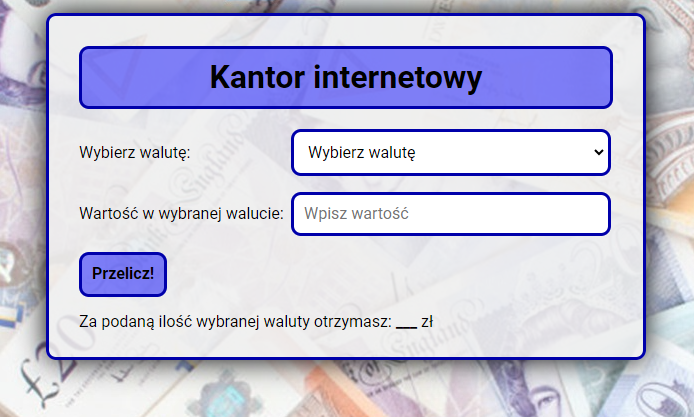 Kantor internetowy
Wybierz walutę: Wybierz walutę
Wartość w wybranej walucie: Wpisz wartość
Przelicz!
Za podaną ilość wybranej waluty otrzymasz: ___ zł
£20